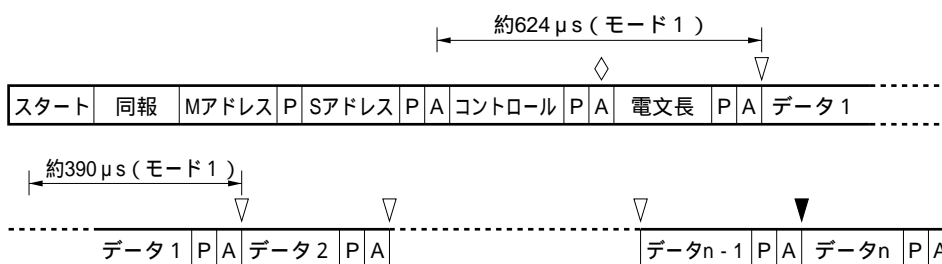 約624μs(モード1)
スタート 同報 Mアドレス P Sアドレス P A コントロール P A 電文長 P A データ1
約390μs(モード1)
データ1 P A データ2 P A データn-1 P A データn P A